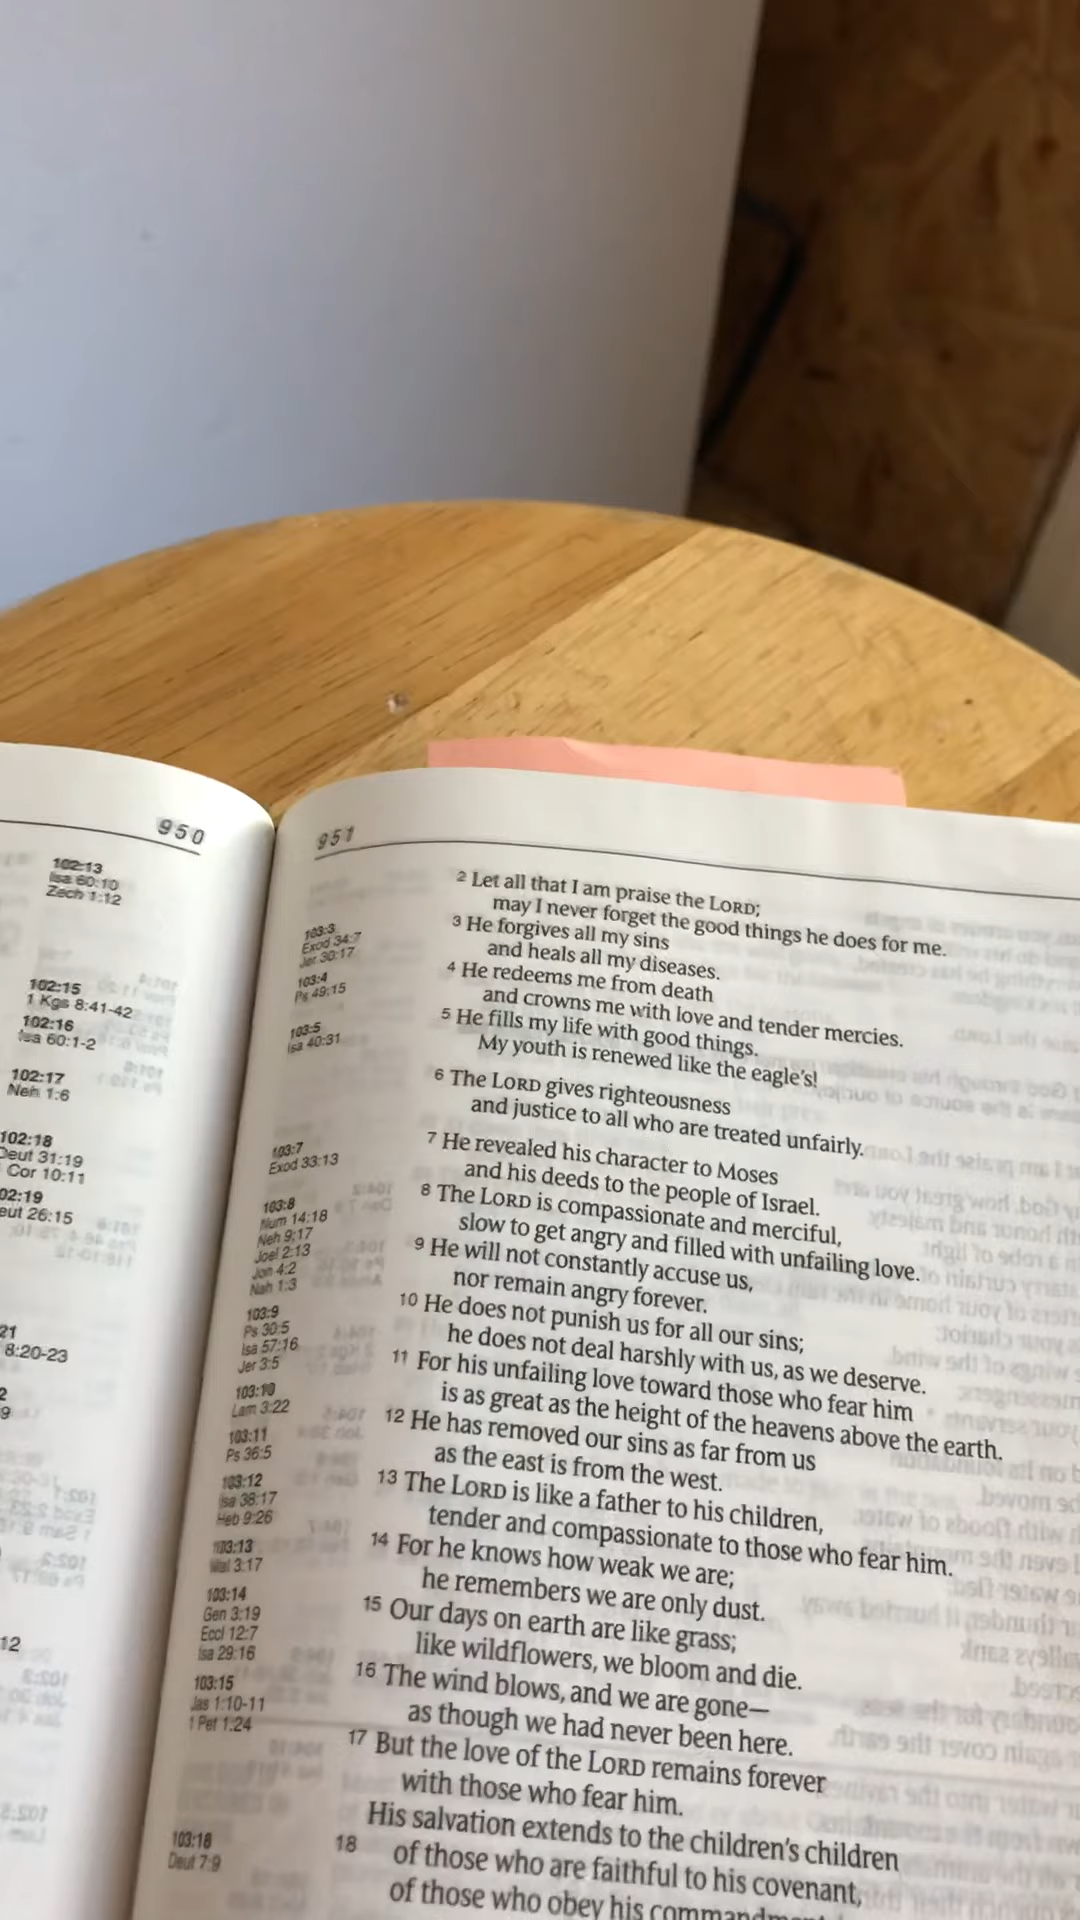 950
102:13
Isa 60:10
Zech 1:12
102:15
1 Kgs 8:41-42
102:16
Isa 60:1-2
102:17
Neh 1:6
102:18
Deut 31:19
Cor 10:11
02:19
eut 26:15
21
8:20-23
2
9
12
951
103:3
Exod 34:7
Jer 30:17
103:4
Ps 49:15
103:5
Isa 40:31
103:7
Exod 33:13
103:8
Num 14:18
Neh 9:17
Joel 2:13
Jon 4:2
Nah 1:3
103:9
Ps 30:5
Isa 57:16
Jer 3:5
103:10
Lam 3:22
103:11
Ps 36:5
103:12
Isa 38:17
Heb 9:26
103:13
Mal 3:17
103:14
Gen 3:19
Eccl 12:7
Isa 29:16
103:15
Jas 1:10-11
1 Pet 1:24
103:18
Deut 7:9
2 Let all that I am praise the LORD;
may I never forget the good things he does for me.
3 He forgives all my sins
and heals all my diseases.
4 He redeems me from death
and crowns me with love and tender mercies.
5 He fills my life with good things.
My youth is renewed like the eagle's!
6 The LORD gives righteousness
and justice to all who are treated unfairly.
7 He revealed his character to Moses
and his deeds to the people of Israel.
8 The LORD is compassionate and merciful,
slow to get angry and filled with unfailing love.
9 He will not constantly accuse us,
nor remain angry forever.
10 He does not punish us for all our sins;
he does not deal harshly with us, as we deserve.
11 For his unfailing love toward those who fear him
is as great as the height of the heavens above the earth.
12 He has removed our sins as far from us
as the east is from the west.
13 The LORD is like a father to his children,
tender and compassionate to those who fear him.
14 For he knows how weak we are;
he remembers we are only dust.
15 Our days on earth are like grass;
like wildflowers, we bloom and die.
16 The wind blows, and we are gone—
as though we had never been here.
17 But the love of the LORD remains forever
with those who fear him.
His salvation extends to the children's children
18 of those who are faithful to his covenant,
of those who obey his